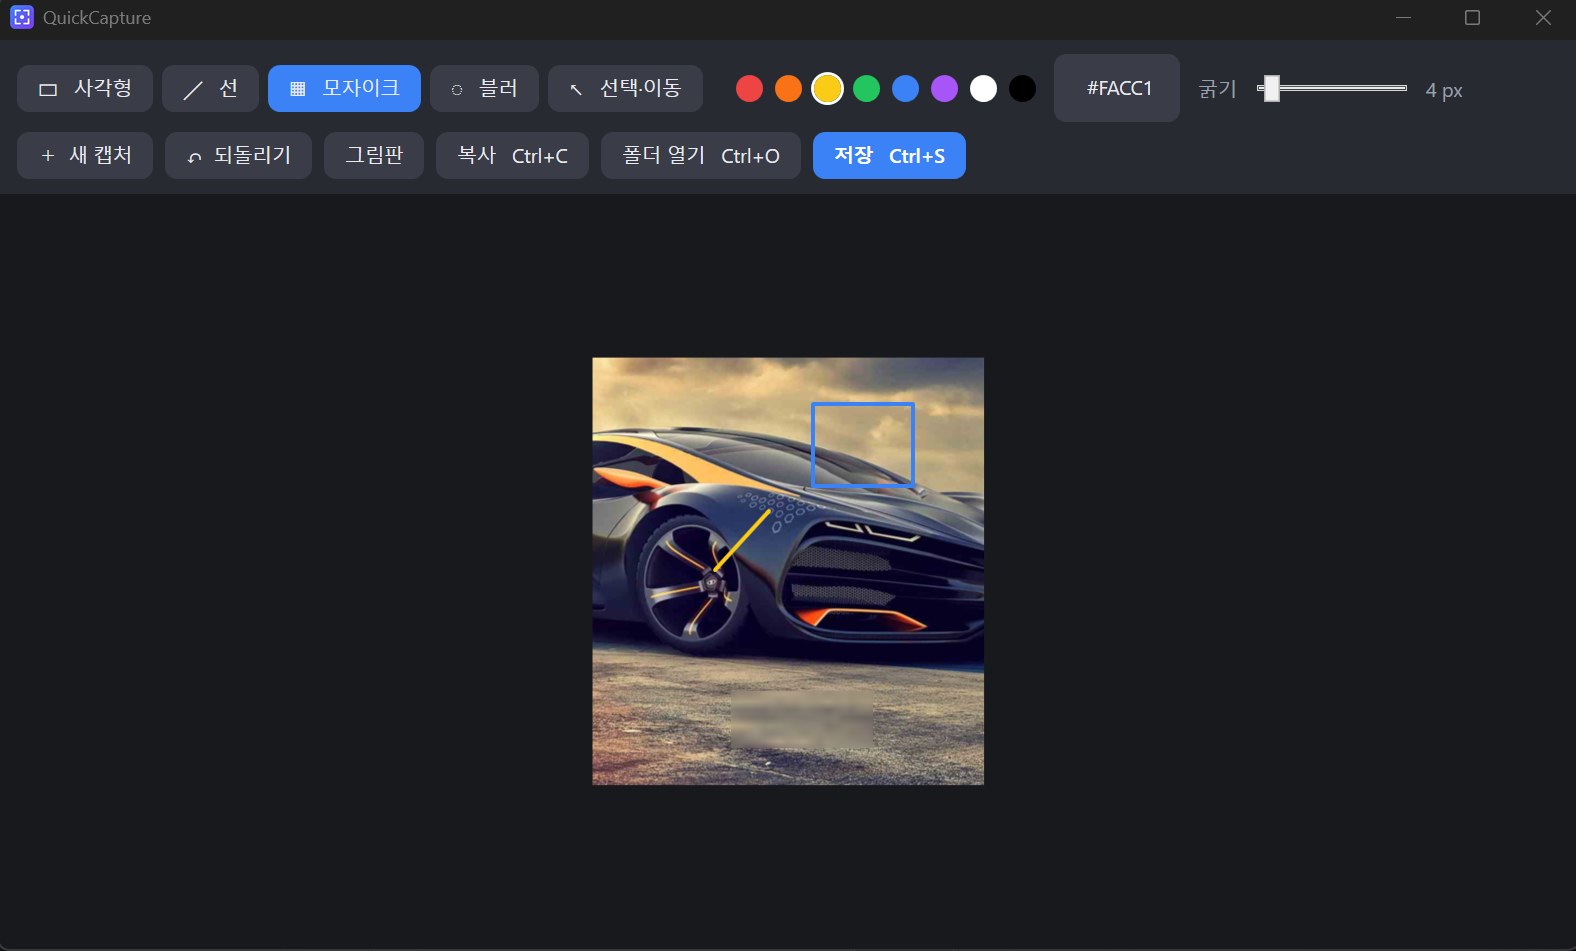 QuickCapture
사각형 선 모자이크 블러 선택·이동 #FACC1 굵기 4 px
+ 새 캡처 되돌리기 그림판 복사 Ctrl+C 폴더 열기 Ctrl+O 저장 Ctrl+S